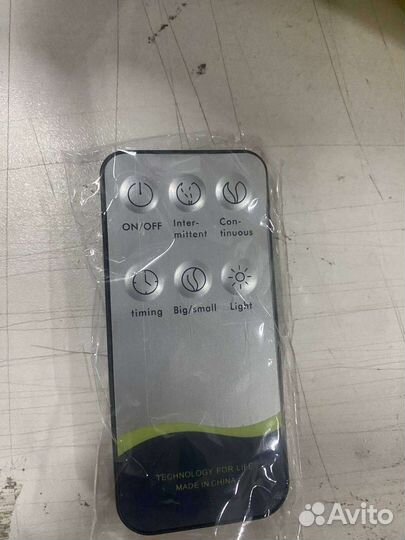 ON/OFF
Inter-
mittent
Con-
tinuous
timing
Big/small
Light
TECHNOLOGY FOR LIFE
MADE IN CHINA
Avito